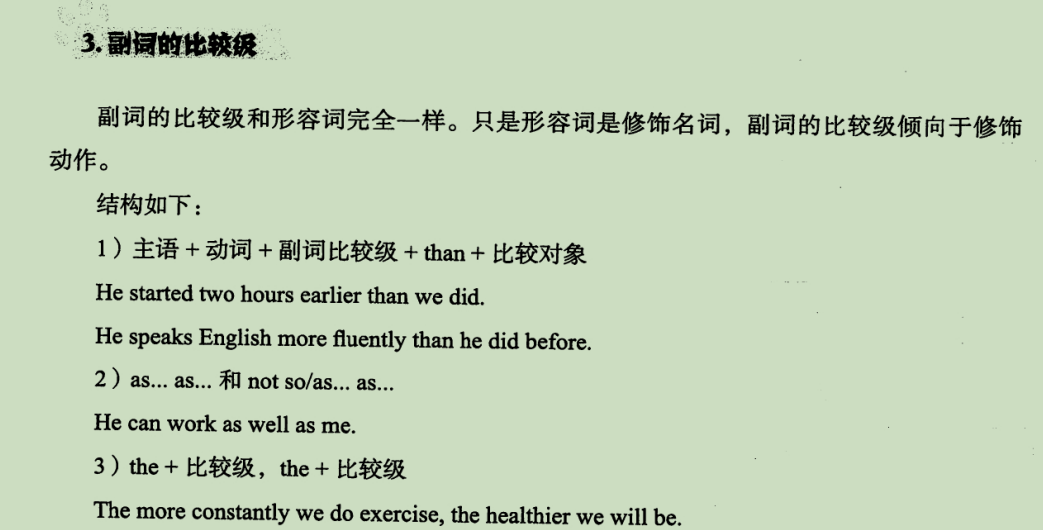 3. 副词的比较级
副词的比较级和形容词完全一样。只是形容词是修饰名词，副词的比较级倾向于修饰
动作。
结构如下：
1）主语 + 动词 + 副词比较级 + than + 比较对象
He started two hours earlier than we did.
He speaks English more fluently than he did before.
2）as... as... 和 not so/as... as...
He can work as well as me.
3）the + 比较级，the + 比较级
The more constantly we do exercise, the healthier we will be.